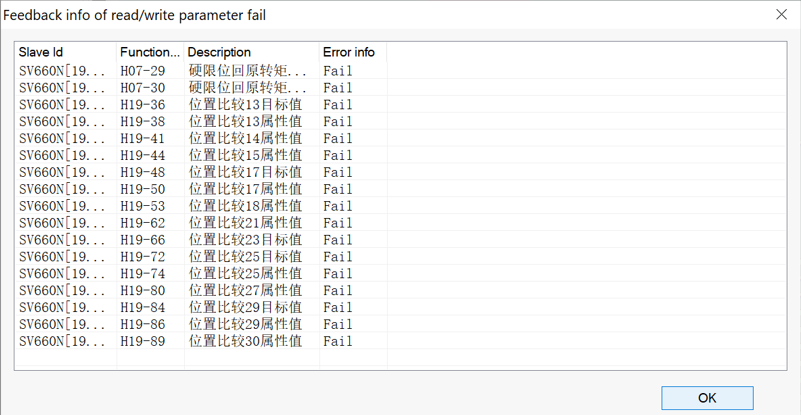 Feedback info of read/write parameter fail
Slave Id Function... Description Error info
SV660N[19... H07-29 硬限位回原转矩... Fail
SV660N[19... H07-30 硬限位回原转矩... Fail
SV660N[19... H19-36 位置比较13目标值 Fail
SV660N[19... H19-38 位置比较13属性值 Fail
SV660N[19... H19-41 位置比较14属性值 Fail
SV660N[19... H19-44 位置比较15属性值 Fail
SV660N[19... H19-48 位置比较17目标值 Fail
SV660N[19... H19-50 位置比较17属性值 Fail
SV660N[19... H19-53 位置比较18属性值 Fail
SV660N[19... H19-62 位置比较21属性值 Fail
SV660N[19... H19-66 位置比较23目标值 Fail
SV660N[19... H19-72 位置比较25目标值 Fail
SV660N[19... H19-74 位置比较25属性值 Fail
SV660N[19... H19-80 位置比较27属性值 Fail
SV660N[19... H19-84 位置比较29目标值 Fail
SV660N[19... H19-86 位置比较29属性值 Fail
SV660N[19... H19-89 位置比较30属性值 Fail
OK